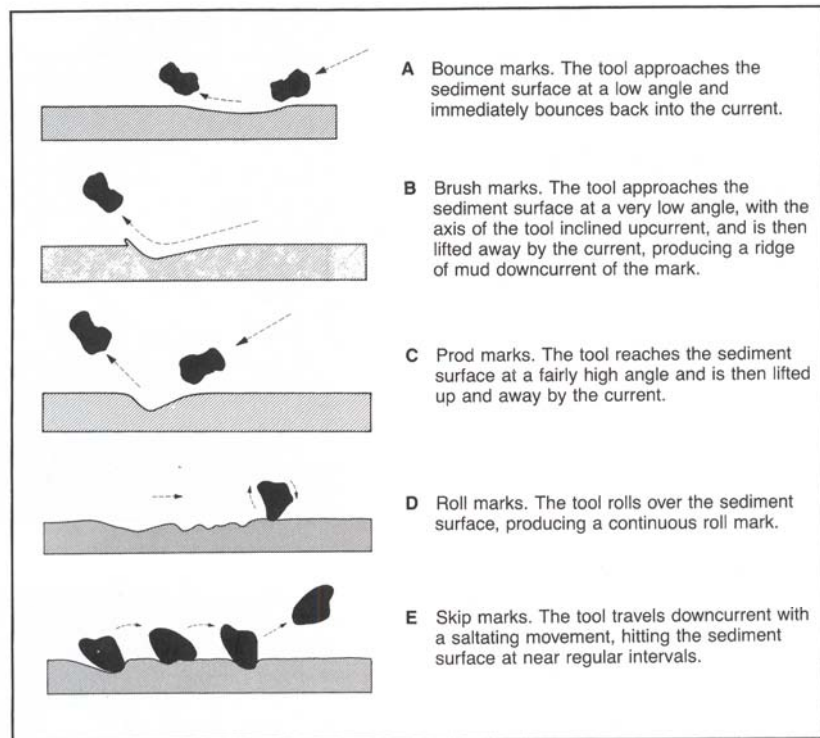 A Bounce marks. The tool approaches the
sediment surface at a low angle and
immediately bounces back into the current.
B Brush marks. The tool approaches the
sediment surface at a very low angle, with the
axis of the tool inclined upcurrent, and is then
lifted away by the current, producing a ridge
of mud downcurrent of the mark.
C Prod marks. The tool reaches the sediment
surface at a fairly high angle and is then lifted
up and away by the current.
D Roll marks. The tool rolls over the sediment
surface, producing a continuous roll mark.
E Skip marks. The tool travels downcurrent with
a saltating movement, hitting the sediment
surface at near regular intervals.